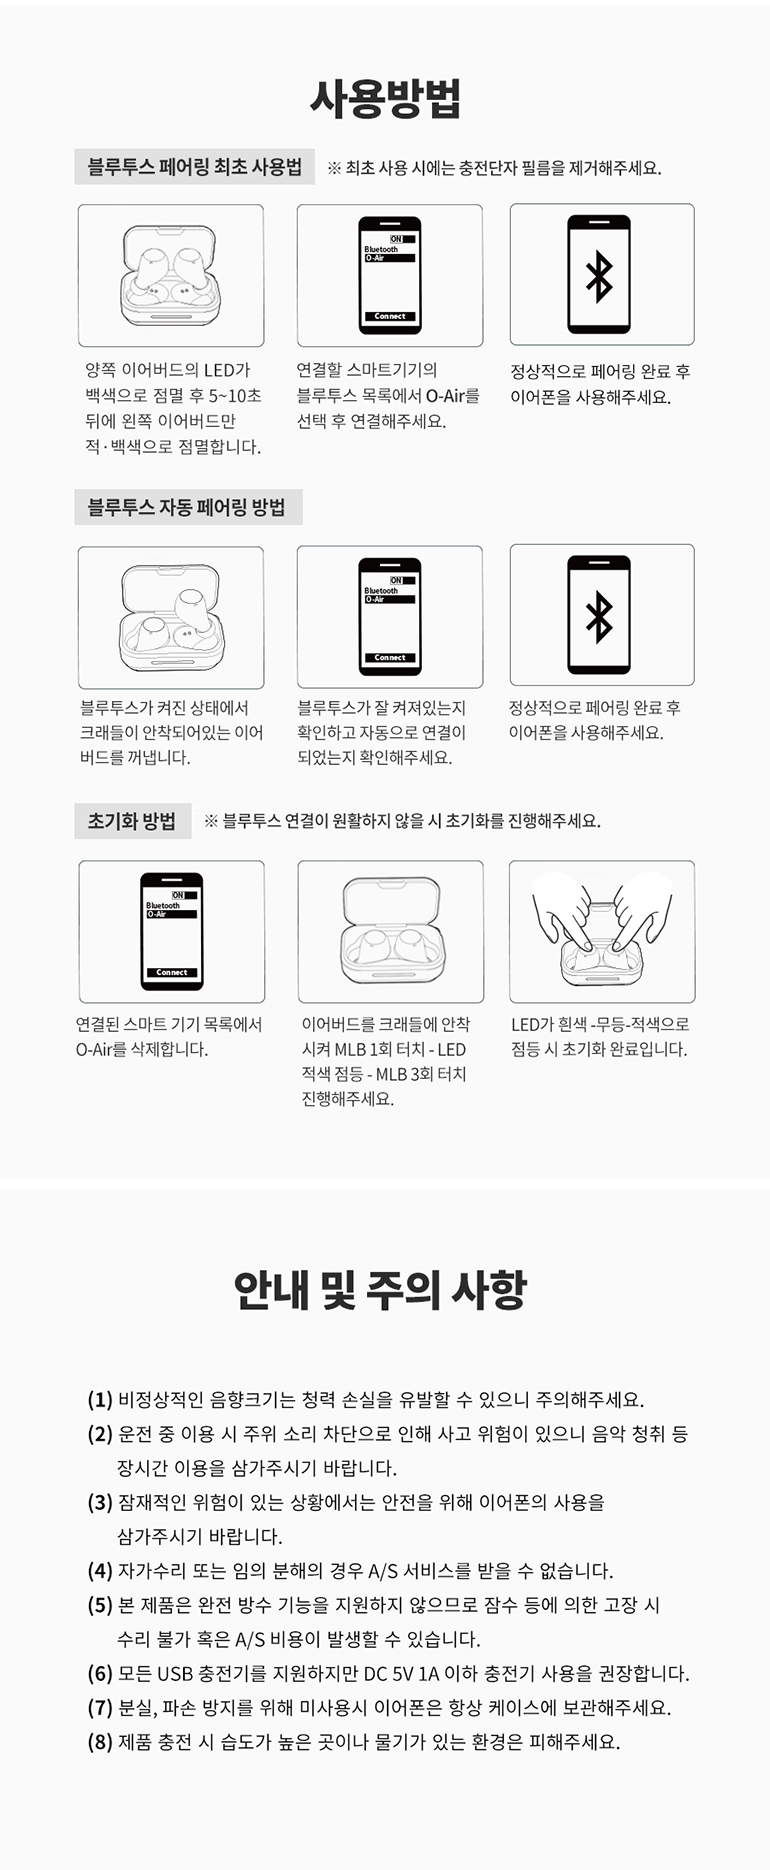 사용방법
블루투스 페어링 최초 사용법
※ 최초 사용 시에는 충전단자 필름을 제거해주세요.
ON
Bluetooth
O-Air
Connect
양쪽 이어버드의 LED가
백색으로 점멸 후 5~10초
뒤에 왼쪽 이어버드만
적·백색으로 점멸합니다.
연결할 스마트기기의
블루투스 목록에서 O-Air를
선택 후 연결해주세요.
정상적으로 페어링 완료 후
이어폰을 사용해주세요.
블루투스 자동 페어링 방법
ON
Bluetooth
O-Air
Connect
블루투스가 켜진 상태에서
크래들이 안착되어있는 이어
버드를 꺼냅니다.
블루투스가 잘 켜져있는지
확인하고 자동으로 연결이
되었는지 확인해주세요.
정상적으로 페어링 완료 후
이어폰을 사용해주세요.
초기화 방법
※ 블루투스 연결이 원활하지 않을 시 초기화를 진행해주세요.
ON
Bluetooth
O-Air
Connect
연결된 스마트 기기 목록에서
O-Air를 삭제합니다.
이어버드를 크래들에 안착
시켜 MLB 1회 터치 - LED
적색 점등 - MLB 3회 터치
진행해주세요.
LED가 흰색 -무등-적색으로
점등 시 초기화 완료입니다.
안내 및 주의 사항
(1) 비정상적인 음향크기는 청력 손실을 유발할 수 있으니 주의해주세요.
(2) 운전 중 이용 시 주위 소리 차단으로 인해 사고 위험이 있으니 음악 청취 등
장시간 이용을 삼가주시기 바랍니다.
(3) 잠재적인 위험이 있는 상황에서는 안전을 위해 이어폰의 사용을
삼가주시기 바랍니다.
(4) 자가수리 또는 임의 분해의 경우 A/S 서비스를 받을 수 없습니다.
(5) 본 제품은 완전 방수 기능을 지원하지 않으므로 잠수 등에 의한 고장 시
수리 불가 혹은 A/S 비용이 발생할 수 있습니다.
(6) 모든 USB 충전기를 지원하지만 DC 5V 1A 이하 충전기 사용을 권장합니다.
(7) 분실, 파손 방지를 위해 미사용시 이어폰은 항상 케이스에 보관해주세요.
(8) 제품 충전 시 습도가 높은 곳이나 물기가 있는 환경은 피해주세요.